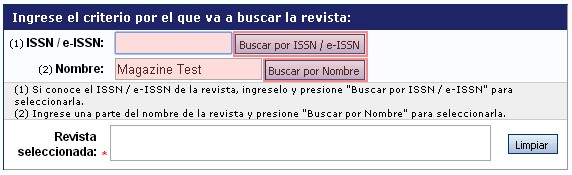 Ingrese el criterio por el que va a buscar la revista:
(1) ISSN / e-ISSN: Buscar por ISSN / e-ISSN
(2) Nombre: Magazine Test Buscar por Nombre
(1) Si conoce el ISSN / e-ISSN de la revista, ingreselo y presione "Buscar por ISSN / e-ISSN" para
seleccionarla.
(2) Ingrese una parte del nombre de la revista y presione "Buscar por Nombre" para seleccionarla.
Revista
seleccionada: * Limpiar